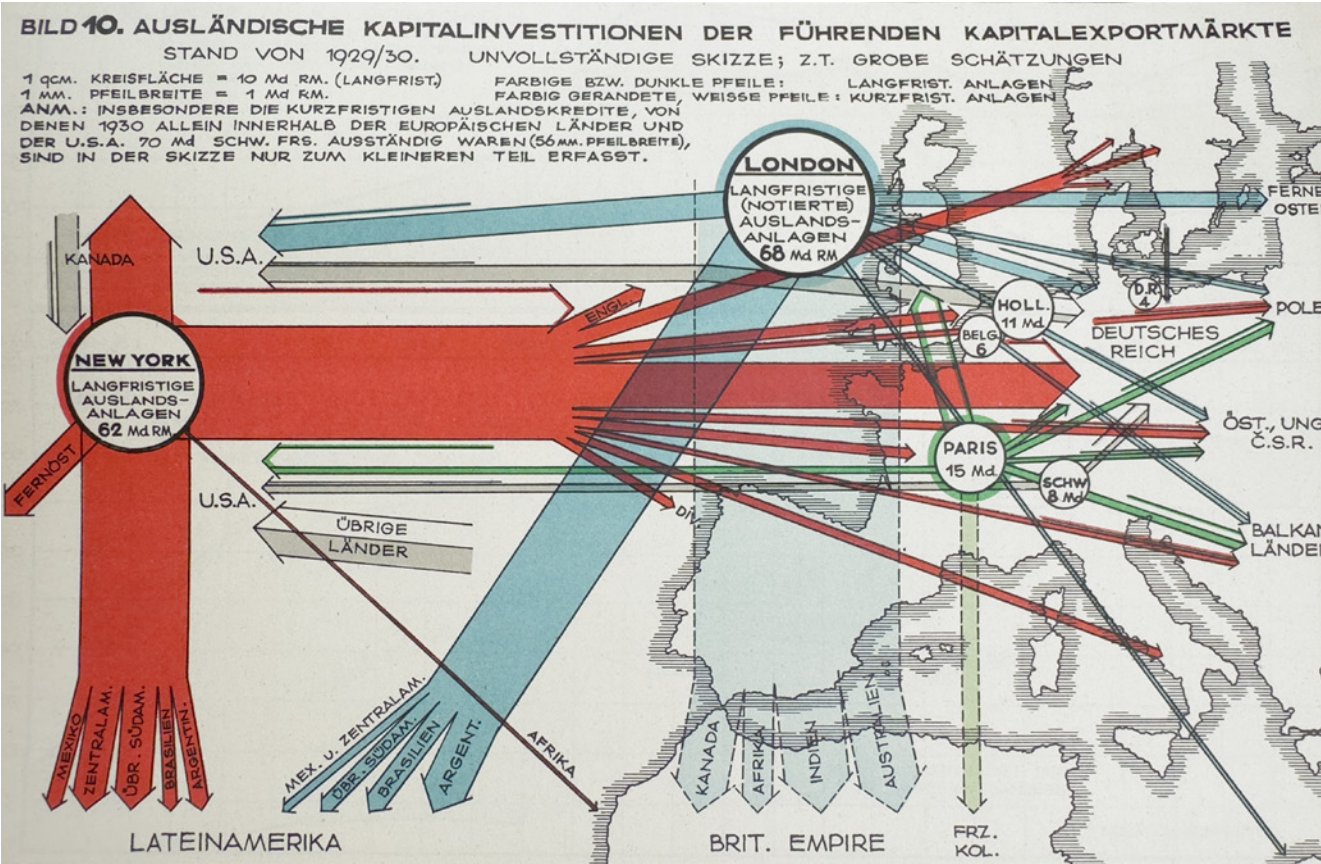 BILD 10. AUSLÄNDISCHE KAPITALINVESTITIONEN DER FÜHRENDEN KAPITALEXPORTMÄRKTE
STAND VON 1929/30. UNVOLLSTÄNDIGE SKIZZE; Z.T. GROBE SCHÄTZUNGEN
1 QCM. KREISFLÄCHE = 10 Md RM. (LANGFRIST.)
1 MM. PFEILBREITE = 1 Md RM.
FARBIGE BZW. DUNKLE PFEILE: LANGFRIST. ANLAGEN
FARBIG GERANDETE, WEISSE PFEILE: KURZFRIST. ANLAGEN
ANM.: INSBESONDERE DIE KURZFRISTIGEN AUSLANDSKREDITE, VON
DENEN 1930 ALLEIN INNERHALB DER EUROPÄISCHEN LÄNDER UND
DER U.S.A. 70 Md SCHW. FRS. AUSSTÄNDIG WAREN (56 MM. PFEILBREITE),
SIND IN DER SKIZZE NUR ZUM KLEINEREN TEIL ERFASST.
LONDON
LANGFRISTIGE
(NOTIERTE)
AUSLANDS-
ANLAGEN
68 Md RM
FERNE
OSTE
KANADA
U.S.A.
ENGL.
HOLL.
11 Md.
D.R.
4
BELG.
6
POLE
DEUTSCHES
REICH
NEW YORK
LANGFRISTIGE
AUSLANDS-
ANLAGEN
62 Md RM
FERNOST
PARIS
15 Md.
SCHW
8 Md
ÖST., UNG
Č.S.R.
U.S.A.
ÜBRIGE
LÄNDER
DIV.
BALKAN
LÄNDER
MEXIKO
ZENTRALAM.
ÜBR. SÜDAM.
BRASILIEN
ARGENTIN.
MEX. U. ZENTRALAM.
ÜBR. SÜDAM.
BRASILIEN
ARGENT.
AFRIKA
KANADA
AFRIKA
INDIEN
AUSTRALIEN
LATEINAMERIKA
BRIT. EMPIRE
FRZ.
KOL.